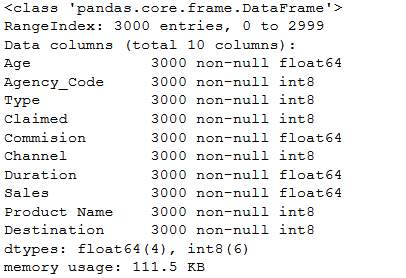 <class 'pandas.core.frame.DataFrame'>
RangeIndex: 3000 entries, 0 to 2999
Data columns (total 10 columns):
Age             3000 non-null float64
Agency_Code     3000 non-null int8
Type            3000 non-null int8
Claimed         3000 non-null int8
Commision       3000 non-null float64
Channel         3000 non-null int8
Duration        3000 non-null float64
Sales           3000 non-null float64
Product Name    3000 non-null int8
Destination     3000 non-null int8
dtypes: float64(4), int8(6)
memory usage: 111.5 KB